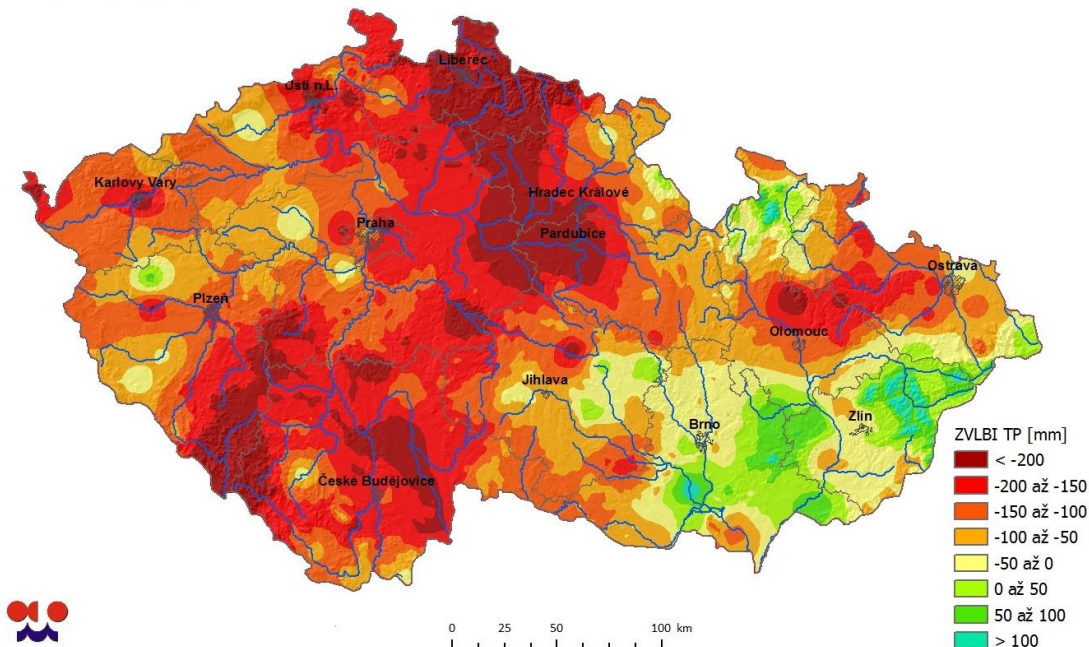 Liberec
Ústí n.L.
Karlovy Vary
Hradec Králové
Praha
Pardubice
Ostrava
Plzeň
Olomouc
Jihlava
Zlín
Brno
České Budějovice
ZVLBI TP [mm]
< -200
-200 až -150
-150 až -100
-100 až -50
-50 až 0
0 až 50
50 až 100
> 100
0 25 50 100 km